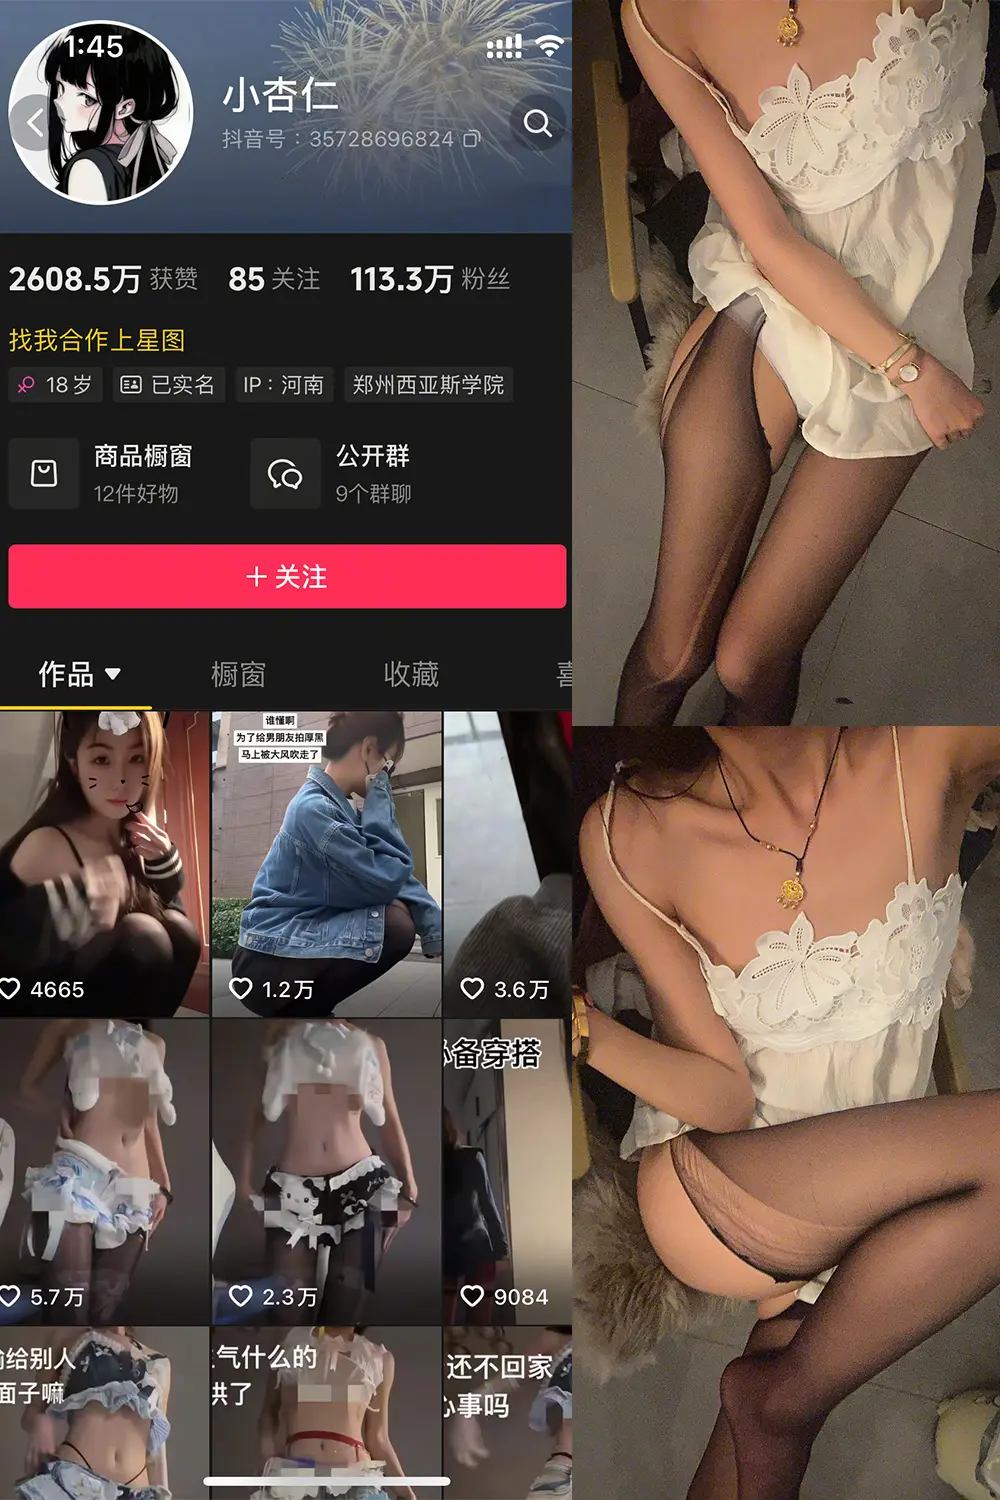 1:45
小杏仁
抖音号：35728696824
2608.5万 获赞 85 关注 113.3万 粉丝
找我合作上星图
18岁 已实名 IP：河南 郑州西亚斯学院
商品橱窗 公开群
12件好物 9个群聊
+ 关注
作品 橱窗 收藏
谁懂啊
为了给男朋友拍厚黑
马上被大风吹走了
4665 1.2万 3.6万
备穿搭
5.7万 2.3万 9084
给别人
面子嘛
气什么的
供了
还不回家
心事吗